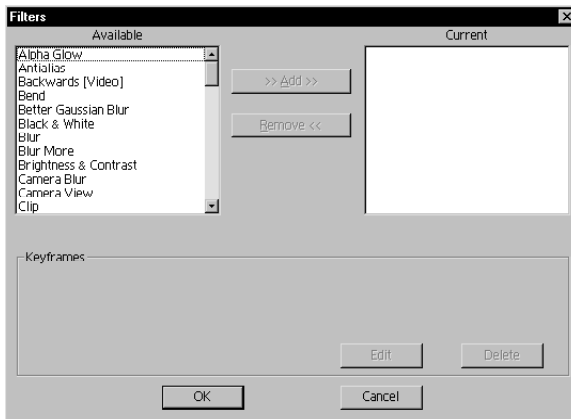 Filters
Available
Current
Alpha Glow
Antialias
Backwards [Video]
Bend
Better Gaussian Blur
Black & White
Blur
Blur More
Brightness & Contrast
Camera Blur
Camera View
Clip
>> Add >>
Remove <<
Keyframes
Edit
Delete
OK
Cancel